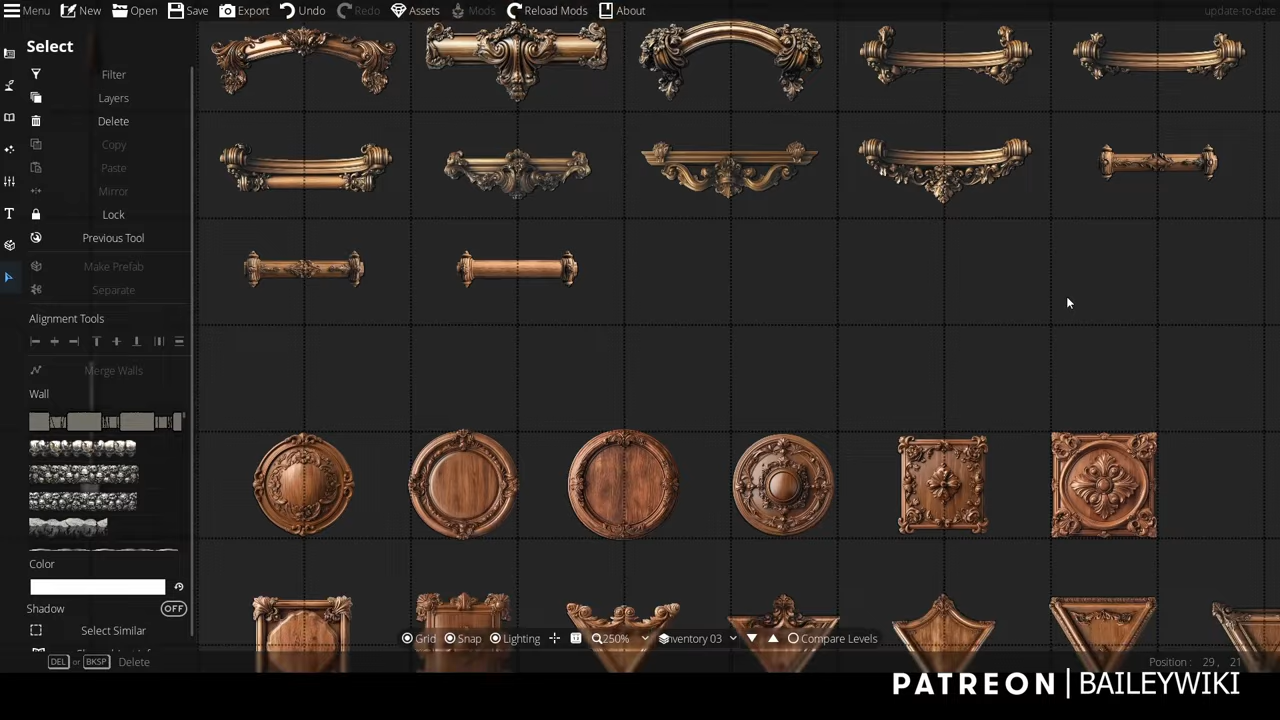 Menu New Open Save Export Undo Redo Assets Mods Reload Mods About update-to-date
Select
Filter
Layers
Delete
Copy
Paste
Mirror
Lock
Previous Tool
Make Prefab
Separate
Alignment Tools
Merge Walls
Wall
Color
Shadow OFF
Select Similar
Grid Snap Lighting 250% Inventory 03 Compare Levels
DEL or BKSP Delete
Position : 29 , 21
PATREON | BAILEYWIKI